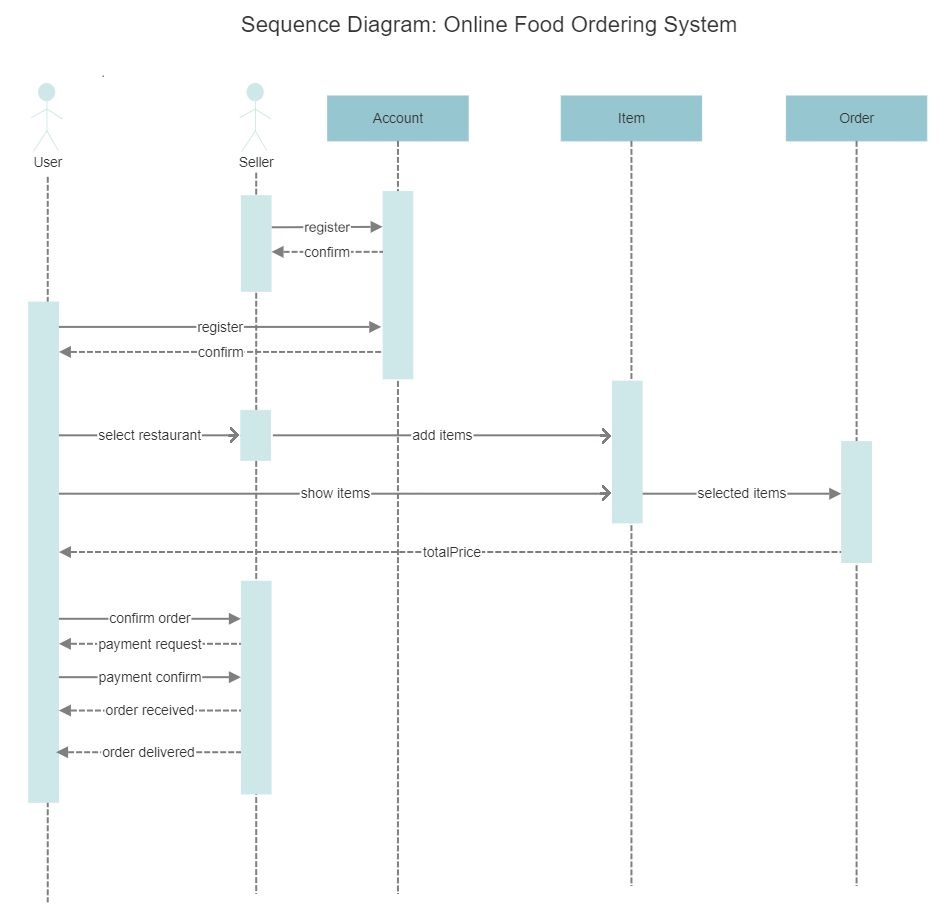 Sequence Diagram: Online Food Ordering System
User
Seller
Account
Item
Order
register
confirm
register
confirm
select restaurant
add items
show items
selected items
totalPrice
confirm order
payment request
payment confirm
order received
order delivered